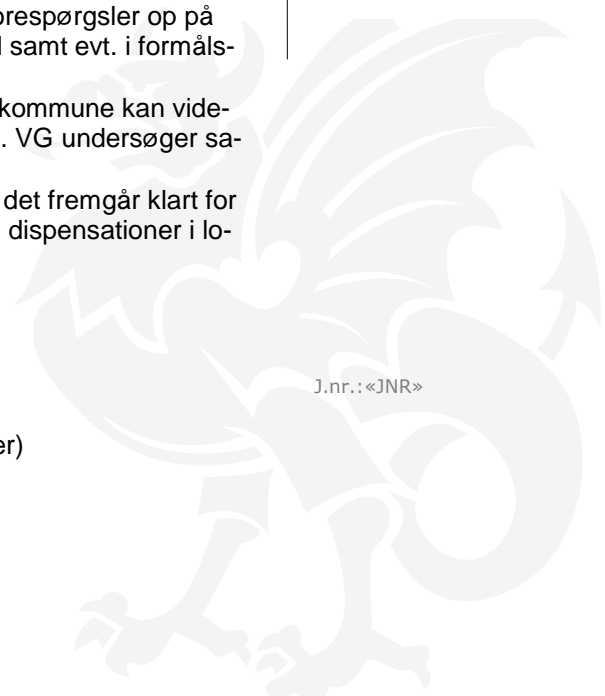 orespørgsler op på
l samt evt. i formåls-
kommune kan vide-
. VG undersøger sa-
det fremgår klart for
dispensationer i lo-
J.nr.:«JNR»
er)